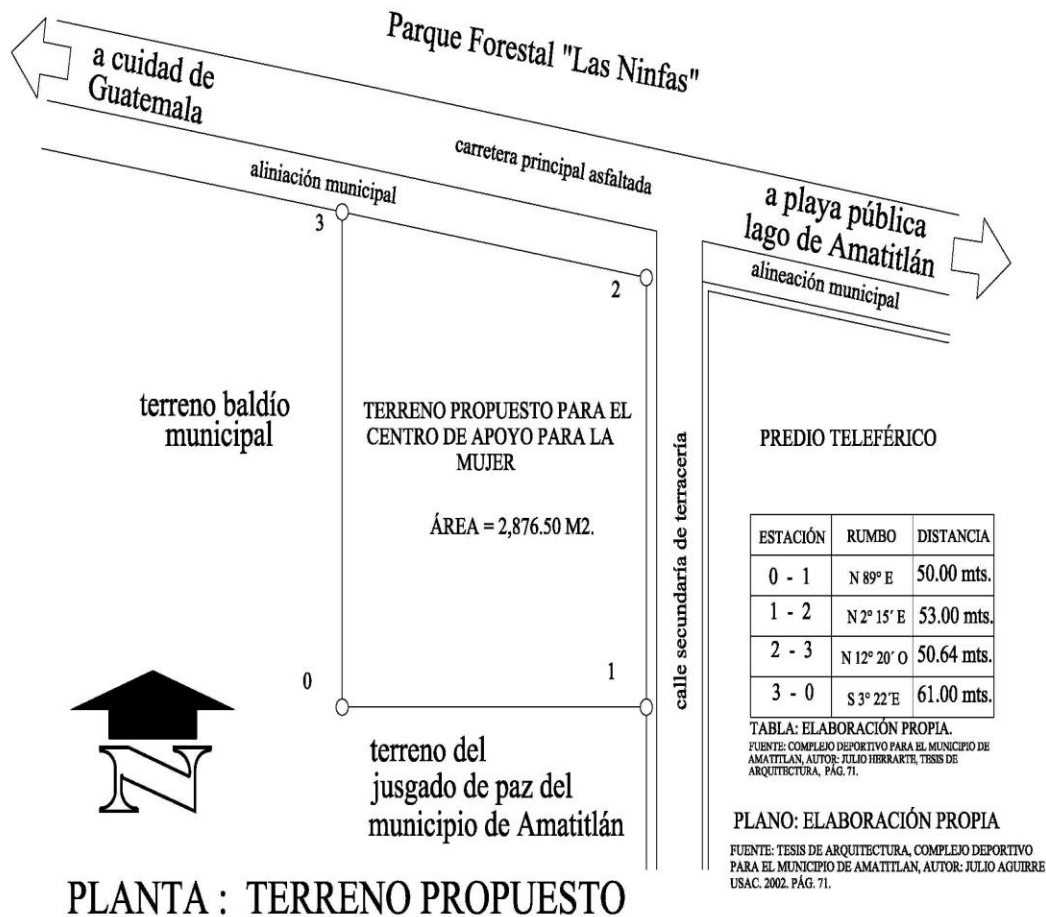 Parque Forestal "Las Ninfas"
a cuidad de
Guatemala
carretera principal asfaltada
aliniación municipal
a playa pública
lago de Amatitlán
alineación municipal
3
2
terreno baldío
municipal
TERRENO PROPUESTO PARA EL
CENTRO DE APOYO PARA LA
MUJER
ÁREA = 2,876.50 M2.
calle secundaría de terracería
PREDIO TELEFÉRICO
ESTACIÓN RUMBO DISTANCIA
0 - 1 N 89° E 50.00 mts.
1 - 2 N 2° 15´ E 53.00 mts.
2 - 3 N 12° 20´ O 50.64 mts.
3 - 0 S 3° 22´E 61.00 mts.
TABLA: ELABORACIÓN PROPIA.
FUENTE: COMPLEJO DEPORTIVO PARA EL MUNICIPIO DE
AMATITLAN, AUTOR: JULIO HERRARTE, TESIS DE
ARQUITECTURA, PÁG. 71.
0
1
N
terreno del
jusgado de paz del
municipio de Amatitlán
PLANO: ELABORACIÓN PROPIA
FUENTE: TESIS DE ARQUITECTURA, COMPLEJO DEPORTIVO
PARA EL MUNICIPIO DE AMATITLAN, AUTOR: JULIO AGUIRRE
USAC. 2002. PÁG. 71.
PLANTA : TERRENO PROPUESTO